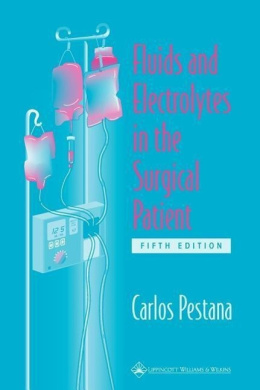 Fluids and
Electrolytes
in the
Surgical
Patient
FIFTH EDITION
Carlos Pestana
LIPPINCOTT WILLIAMS & WILKINS